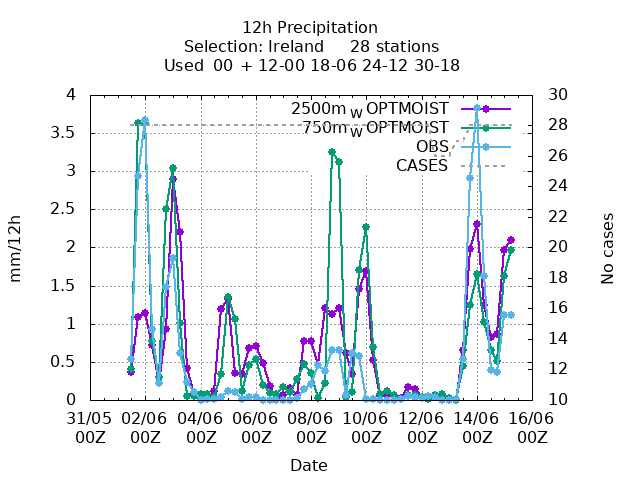 12h Precipitation
Selection: Ireland 28 stations
Used 00 + 12-00 18-06 24-12 30-18
4 30
3.5 28
3 26
2.5 24
2 22
1.5 20
1 18
0.5 16
0 14
12
10
2500m W OPTMOIST
750m W OPTMOIST
OBS
CASES
mm/12h
No cases
31/05 02/06 04/06 06/06 08/06 10/06 12/06 14/06 16/06
00Z 00Z 00Z 00Z 00Z 00Z 00Z 00Z 00Z
Date